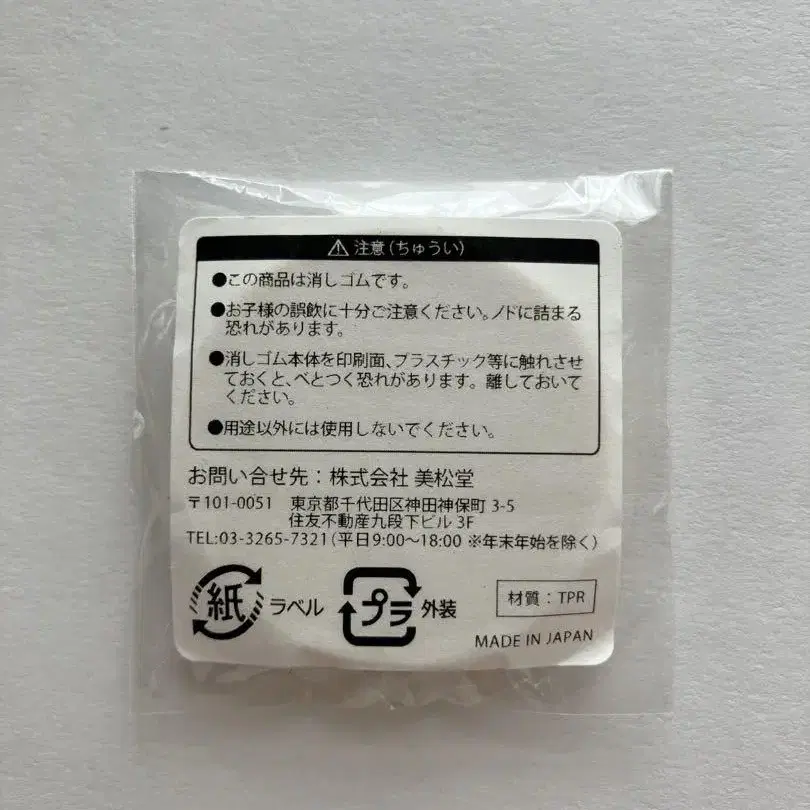 ⚠ 注意(ちゅうい)
●この商品は消しゴムです。
●お子様の誤飲に十分ご注意ください。ノドに詰まる
恐れがあります。
●消しゴム本体を印刷面、プラスチック等に触れさせ
ておくと、べとつく恐れがあります。離しておいて
ください。
●用途以外には使用しないでください。
お問い合せ先：株式会社 美松堂
〒101-0051 東京都千代田区神田神保町 3-5
住友不動産九段下ビル 3F
TEL:03-3265-7321(平日9:00〜18:00 ※年末年始を除く)
紙 ラベル プラ 外装 材質：TPR
MADE IN JAPAN